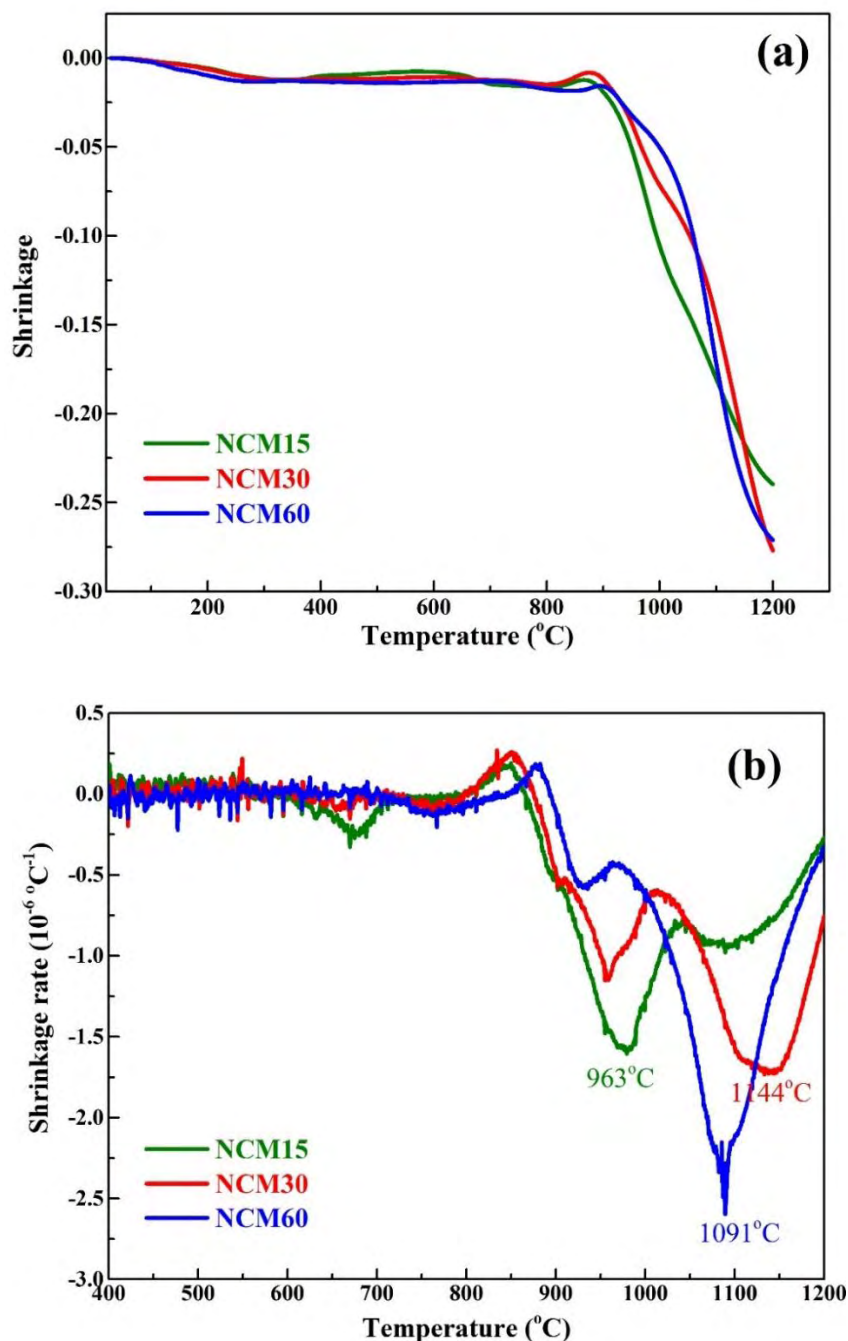 (a)
0.00
-0.05
-0.10
-0.15
-0.20
-0.25
-0.30
Shrinkage
NCM15
NCM30
NCM60
200 400 600 800 1000 1200
Temperature (°C)
(b)
0.5
0.0
-0.5
-1.0
-1.5
-2.0
-2.5
-3.0
Shrinkage rate (10⁻⁶ °C⁻¹)
963°C
1144°C
1091°C
NCM15
NCM30
NCM60
400 500 600 700 800 900 1000 1100 1200
Temperature (°C)